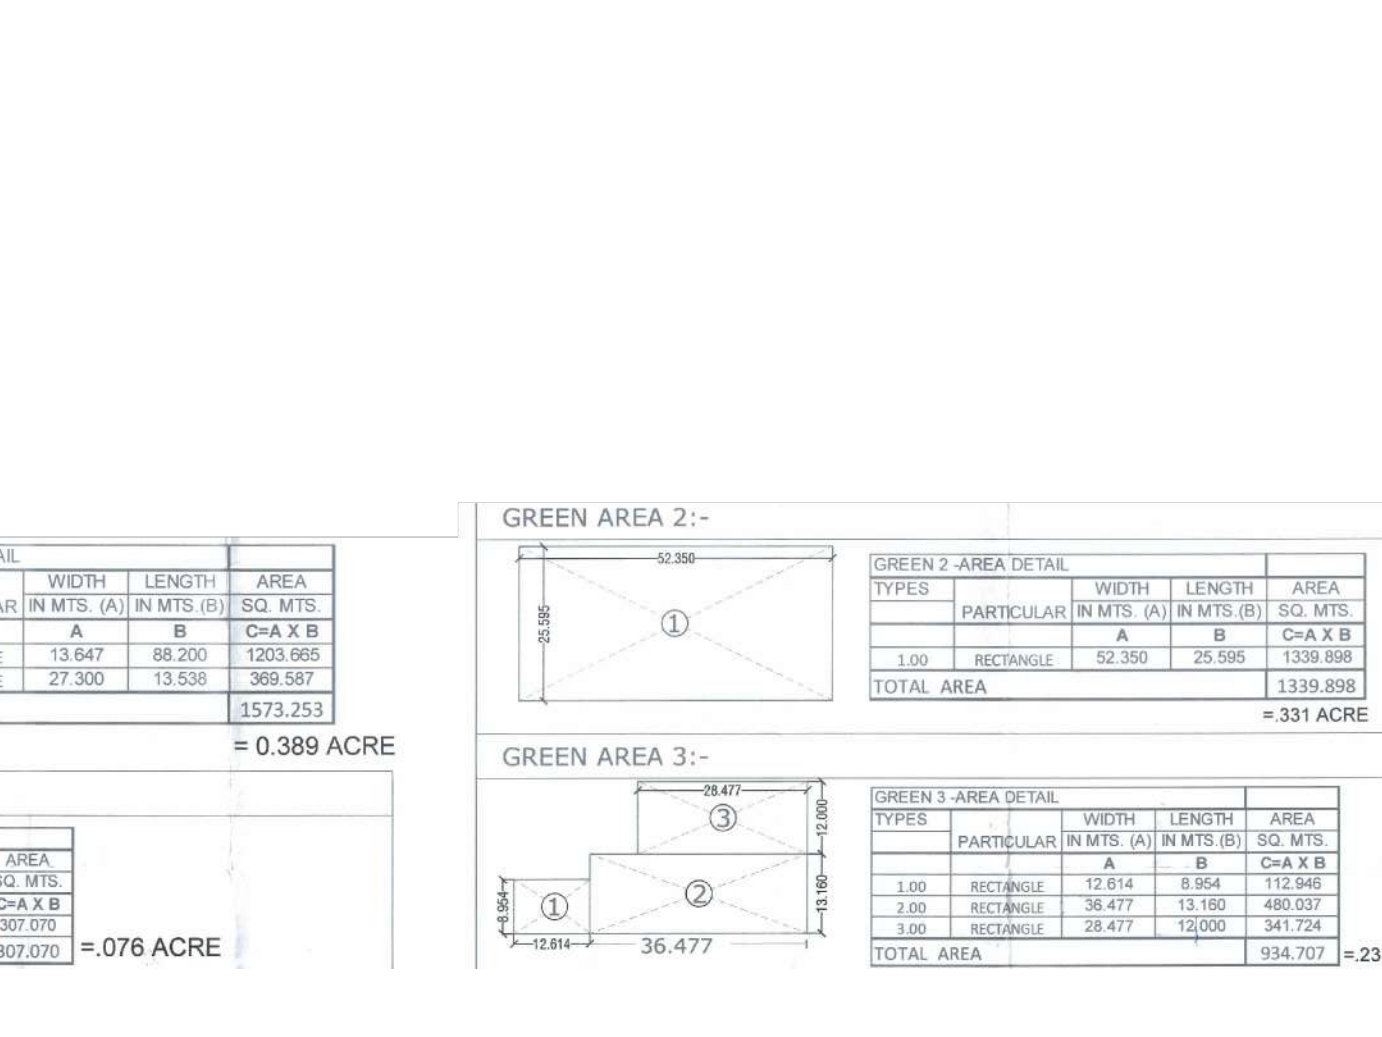 AIL
WIDTH LENGTH AREA
AR IN MTS. (A) IN MTS.(B) SQ. MTS.
A B C=A X B
E 13.647 88.200 1203.665
E 27.300 13.538 369.587
1573.253
= 0.389 ACRE
AREA
SQ. MTS.
C=A X B
307.070
307.070 =.076 ACRE
GREEN AREA 2:-
52.350
25.595
1
GREEN 2 -AREA DETAIL
TYPES WIDTH LENGTH AREA
PARTICULAR IN MTS. (A) IN MTS.(B) SQ. MTS.
A B C=A X B
1.00 RECTANGLE 52.350 25.595 1339.898
TOTAL AREA 1339.898
=.331 ACRE
GREEN AREA 3:-
28.477
3
12.000
8.954
1
2
13.160
12.614
36.477
GREEN 3 -AREA DETAIL
TYPES WIDTH LENGTH AREA
PARTICULAR IN MTS. (A) IN MTS.(B) SQ. MTS.
A B C=A X B
1.00 RECTANGLE 12.614 8.954 112.946
2.00 RECTANGLE 36.477 13.160 480.037
3.00 RECTANGLE 28.477 12.000 341.724
TOTAL AREA 934.707 =.23